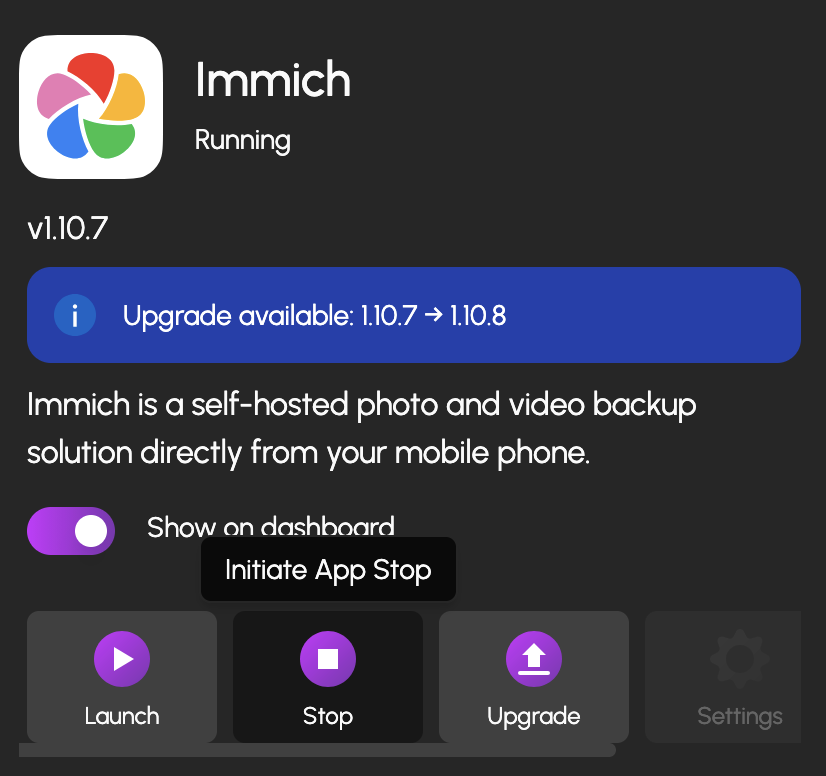 Immich
Running
v1.10.7
i
Upgrade available: 1.10.7 → 1.10.8
Immich is a self-hosted photo and video backup
solution directly from your mobile phone.
Show on dashboard
Initiate App Stop
Launch
Stop
Upgrade
Settings